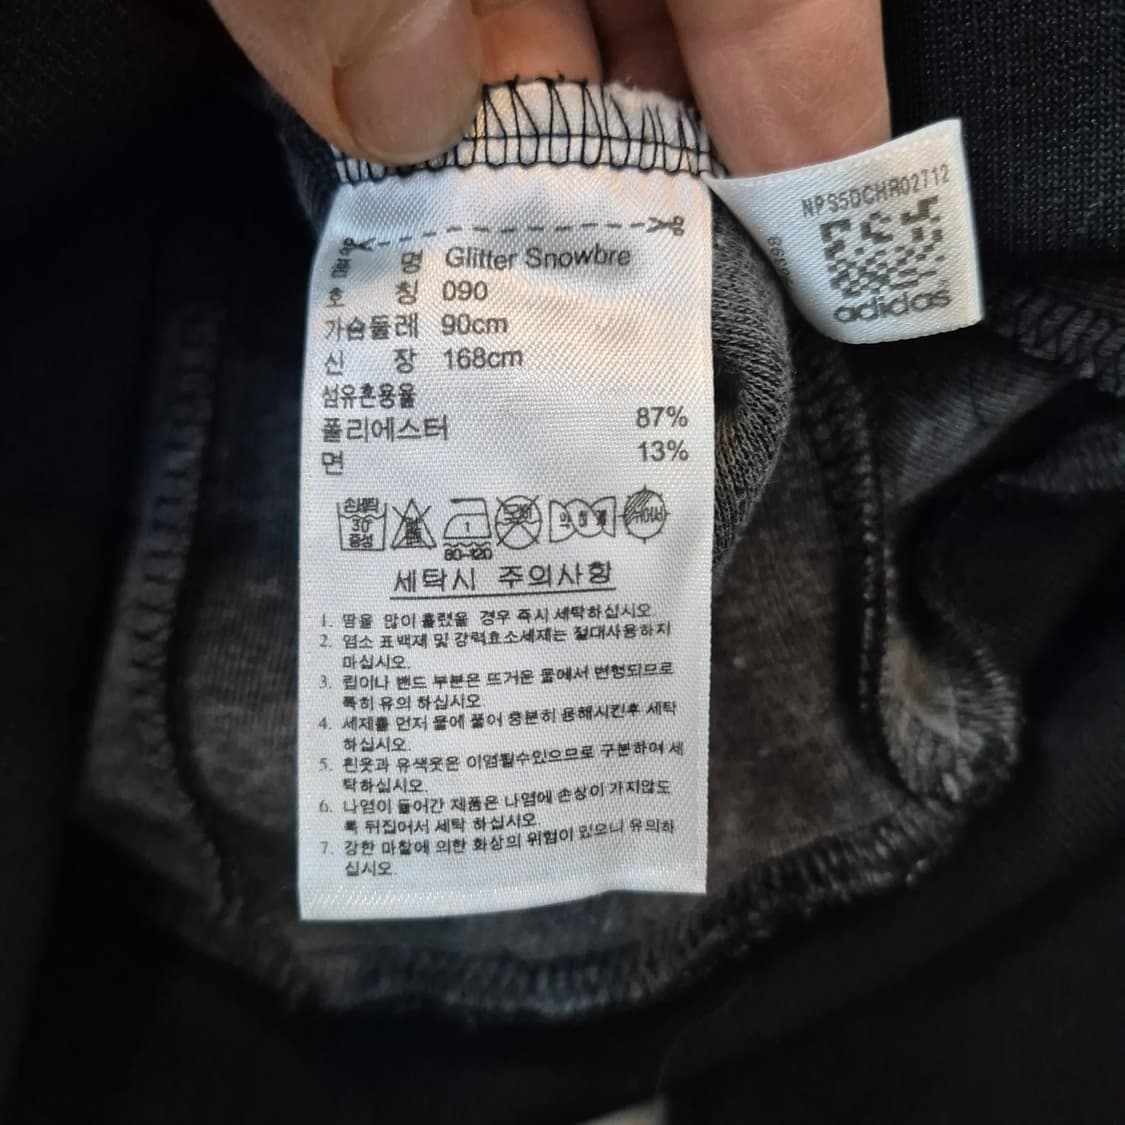 명 Glitter Snowbre
호 칭 090
가슴둘레 90cm
신 장 168cm
섬유혼용율
폴리에스터 87%
면 13%
손세탁
30°
중성
1
80~120
세탁시 주의사항
1. 땀을 많이 흘렸을 경우 즉시 세탁하십시오
2. 염소 표백제 및 강력효소세제는 절대사용하지
마십시오.
3. 립이나 밴드 부분은 뜨거운 물에서 변형되므로
특히 유의 하십시오
4. 세제를 먼저 물에 풀어 충분히 용해시킨후 세탁
하십시오.
5. 흰옷과 유색옷은 이염될수있으므로 구분하여 세
탁하십시오.
6. 나염이 들어간 제품은 나염에 손상이 가지않도
록 뒤집어서 세탁 하십시오
7. 강한 마찰에 의한 화상의 위험이 있으니 유의하
십시오.
NPS5DCHR02712
adidas